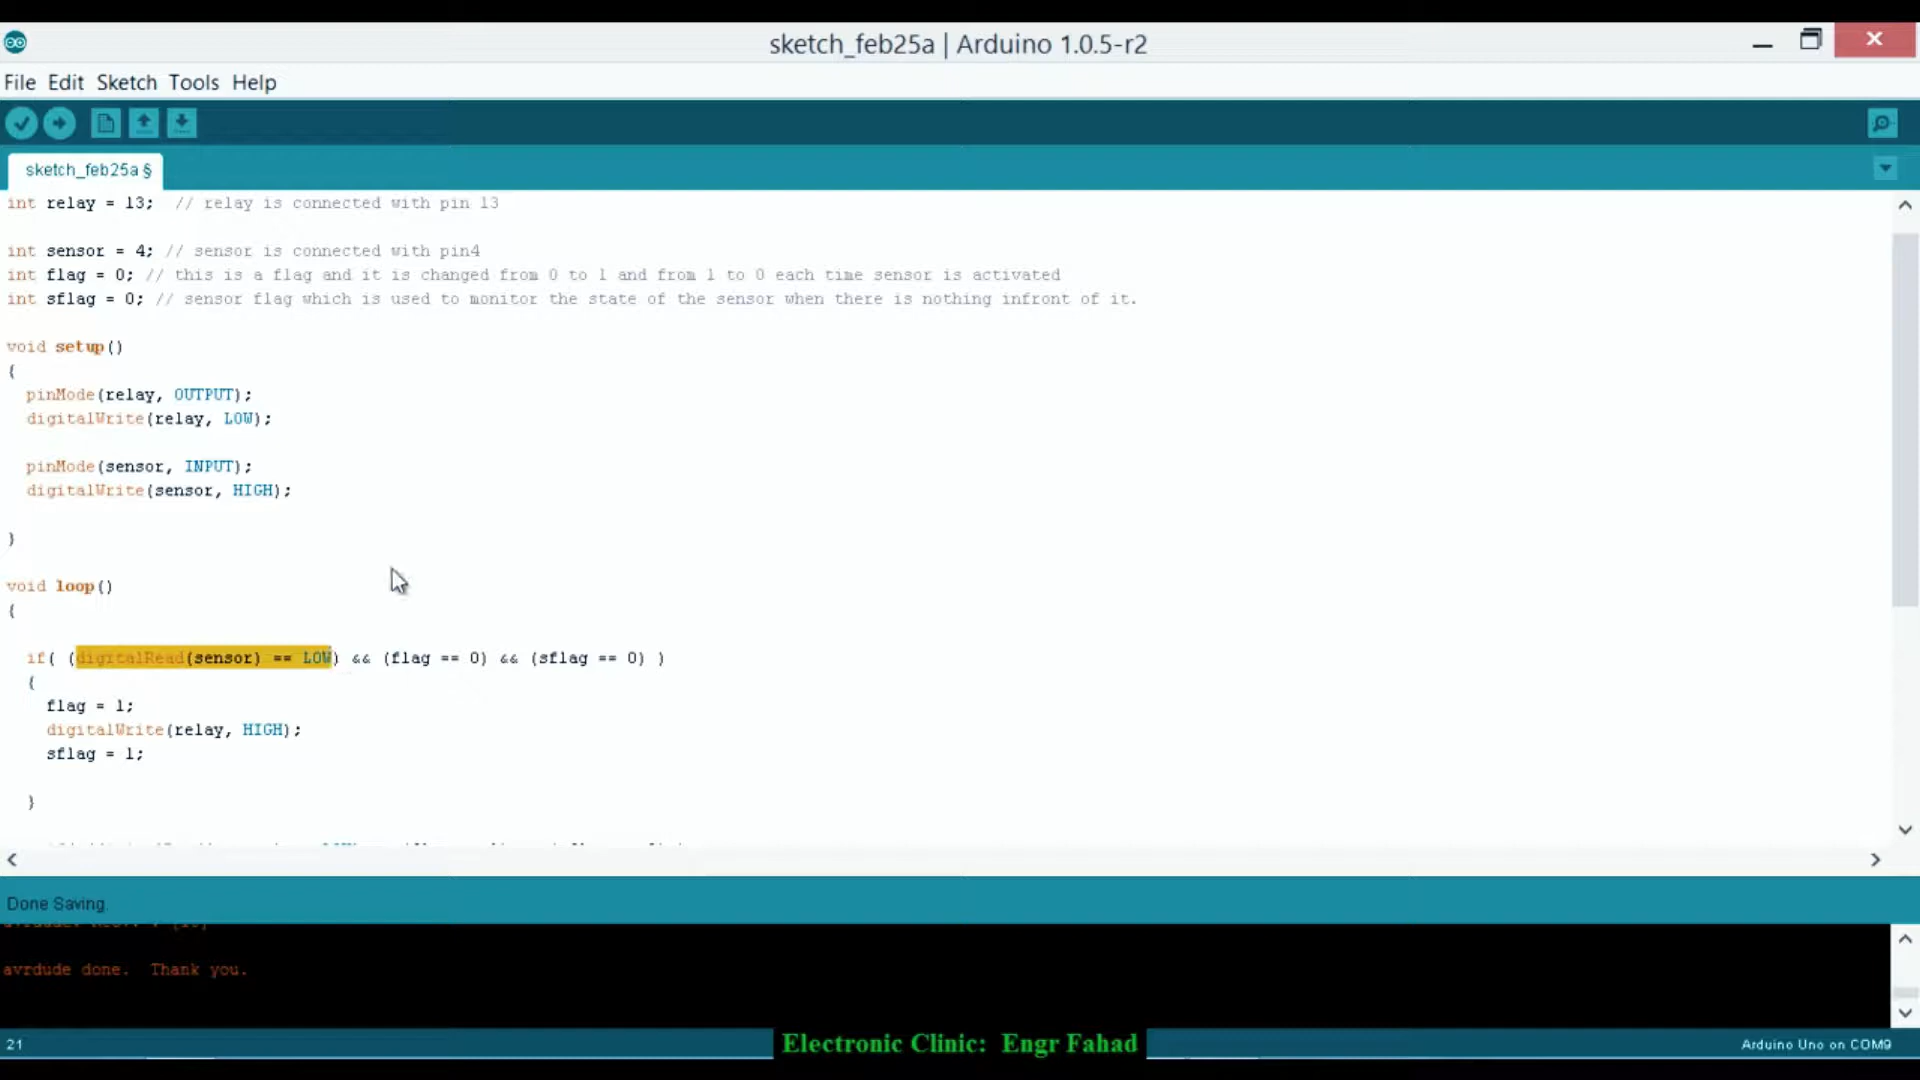 sketch_feb25a | Arduino 1.0.5-r2
File Edit Sketch Tools Help
sketch_feb25a §
int relay = 13;  // relay is connected with pin 13
int sensor = 4; // sensor is connected with pin4
int flag = 0; // this is a flag and it is changed from 0 to 1 and from 1 to 0 each time sensor is activated
int sflag = 0; // sensor flag which is used to monitor the state of the sensor when there is nothing infront of it.
void setup()
{
pinMode(relay, OUTPUT);
digitalWrite(relay, LOW);
pinMode(sensor, INPUT);
digitalWrite(sensor, HIGH);
}
void loop()
{
if( (digitalRead(sensor) == LOW) && (flag == 0) && (sflag == 0) )
{
flag = 1;
digitalWrite(relay, HIGH);
sflag = 1;
}
Done Saving.
avrdude done.  Thank you.
21
Electronic Clinic:  Engr Fahad
Arduino Uno on COM9